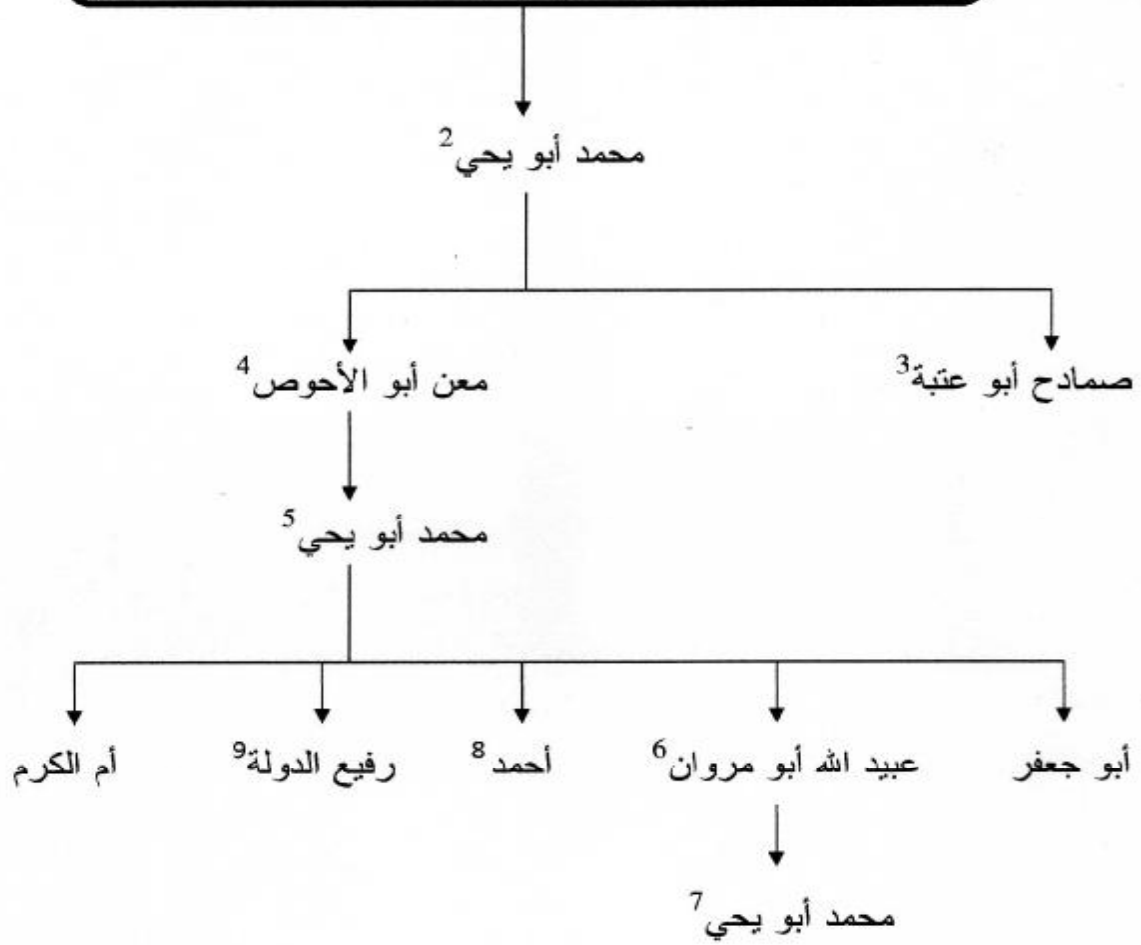 محمد أبو يحي2
صمادح أبو عتبة3
معن أبو الأحوص4
محمد أبو يحي5
أبو جعفر
عبيد الله أبو مروان6
أحمد8
رفيع الدولة9
أم الكرم
محمد أبو يحي7